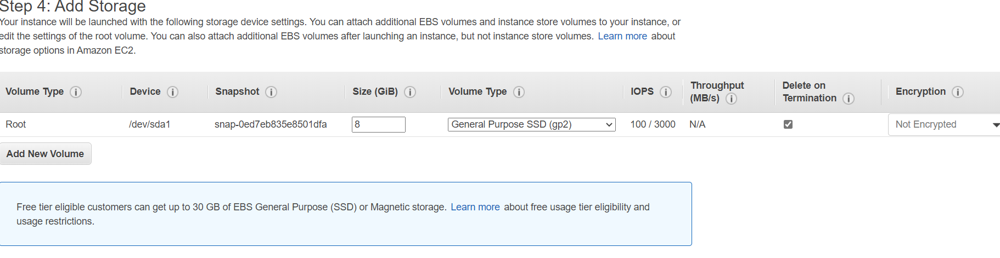 Step 4: Add Storage
Your instance will be launched with the following storage device settings. You can attach additional EBS volumes and instance store volumes to your instance, or
edit the settings of the root volume. You can also attach additional EBS volumes after launching an instance, but not instance store volumes. Learn more about
storage options in Amazon EC2.
Volume Type Device Snapshot Size (GiB) Volume Type IOPS Throughput (MB/s) Delete on Termination Encryption
Root /dev/sda1 snap-0ed7eb835e8501dfa 8 General Purpose SSD (gp2) 100 / 3000 N/A Not Encrypted
Add New Volume
Free tier eligible customers can get up to 30 GB of EBS General Purpose (SSD) or Magnetic storage. Learn more about free usage tier eligibility and
usage restrictions.